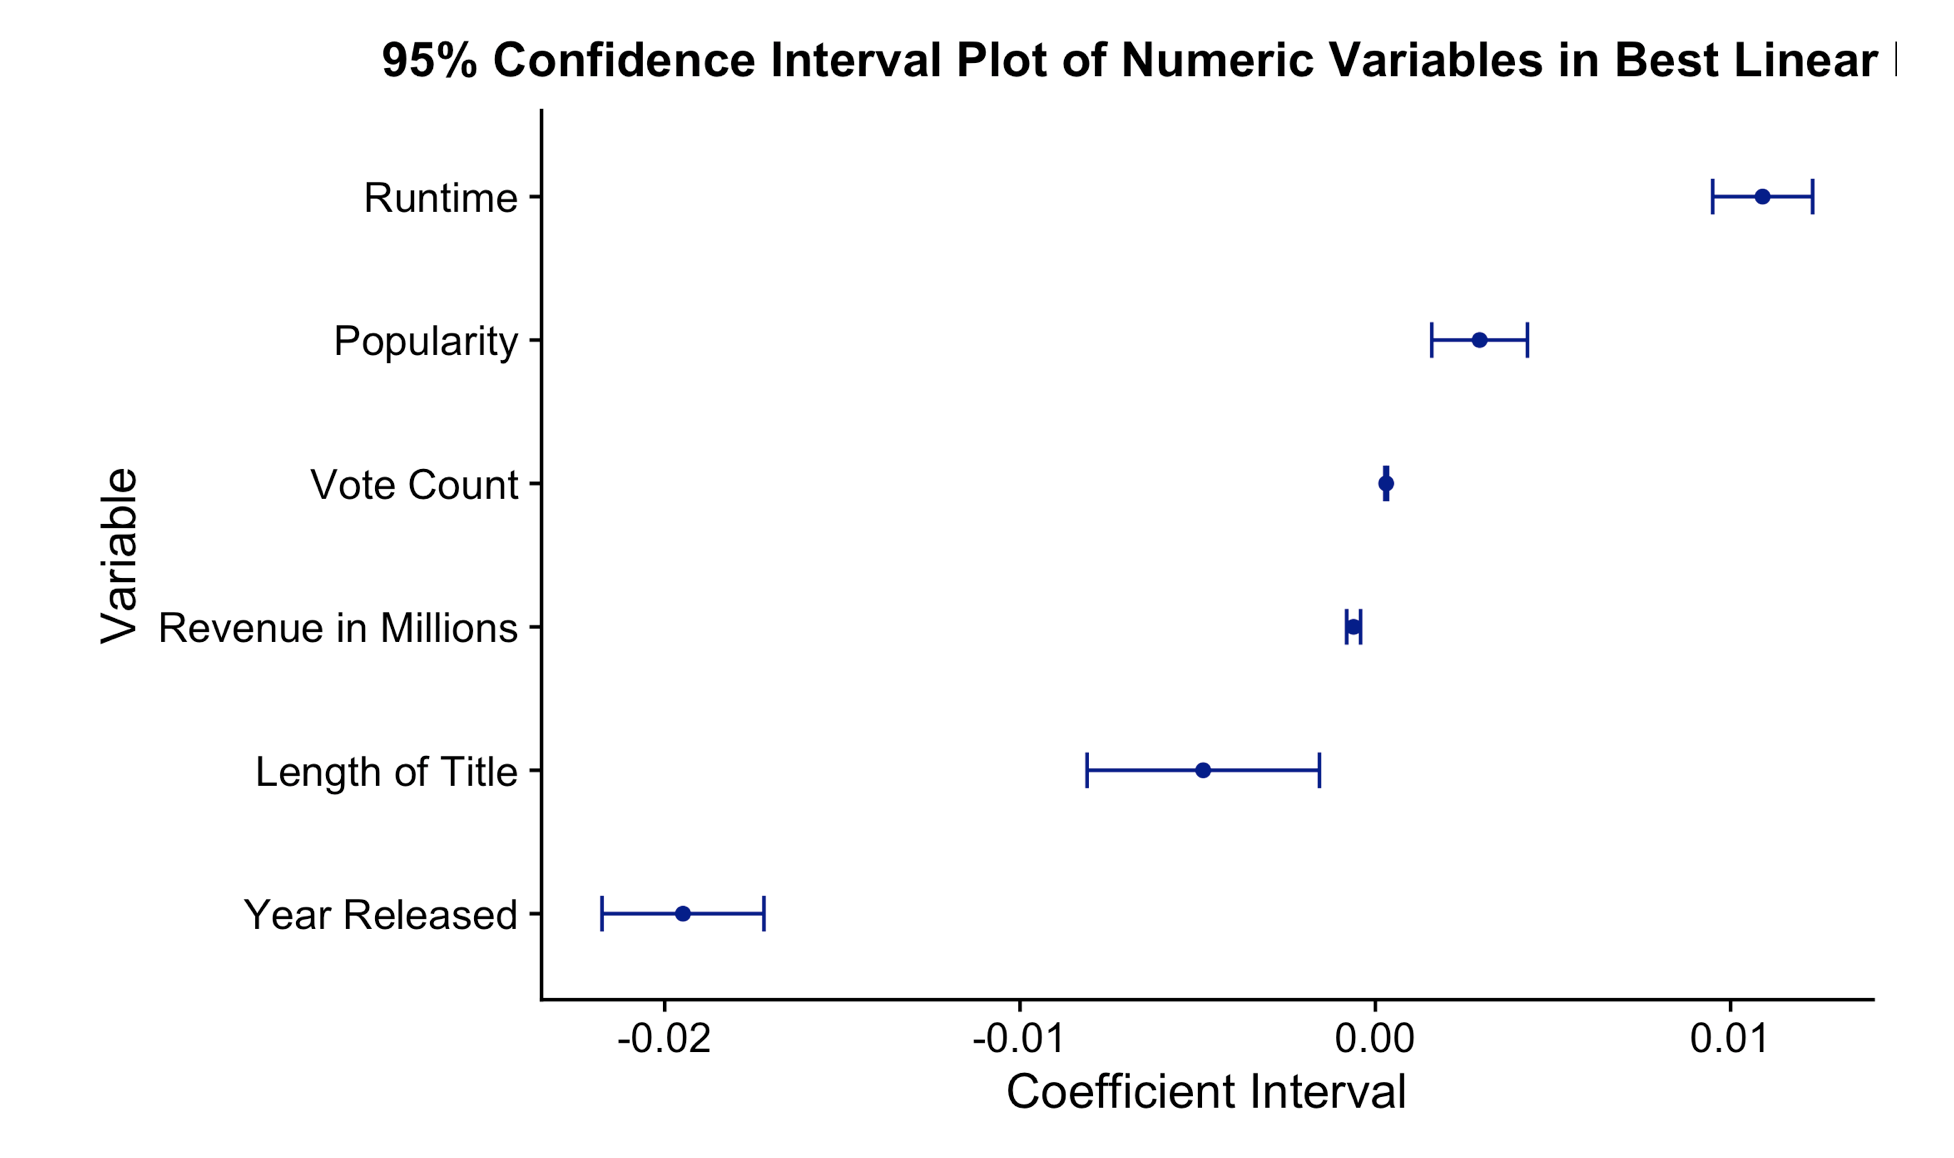 95% Confidence Interval Plot of Numeric Variables in Best Linear
Runtime
Popularity
Vote Count
Revenue in Millions
Length of Title
Year Released
Variable
-0.02
-0.01
0.00
0.01
Coefficient Interval